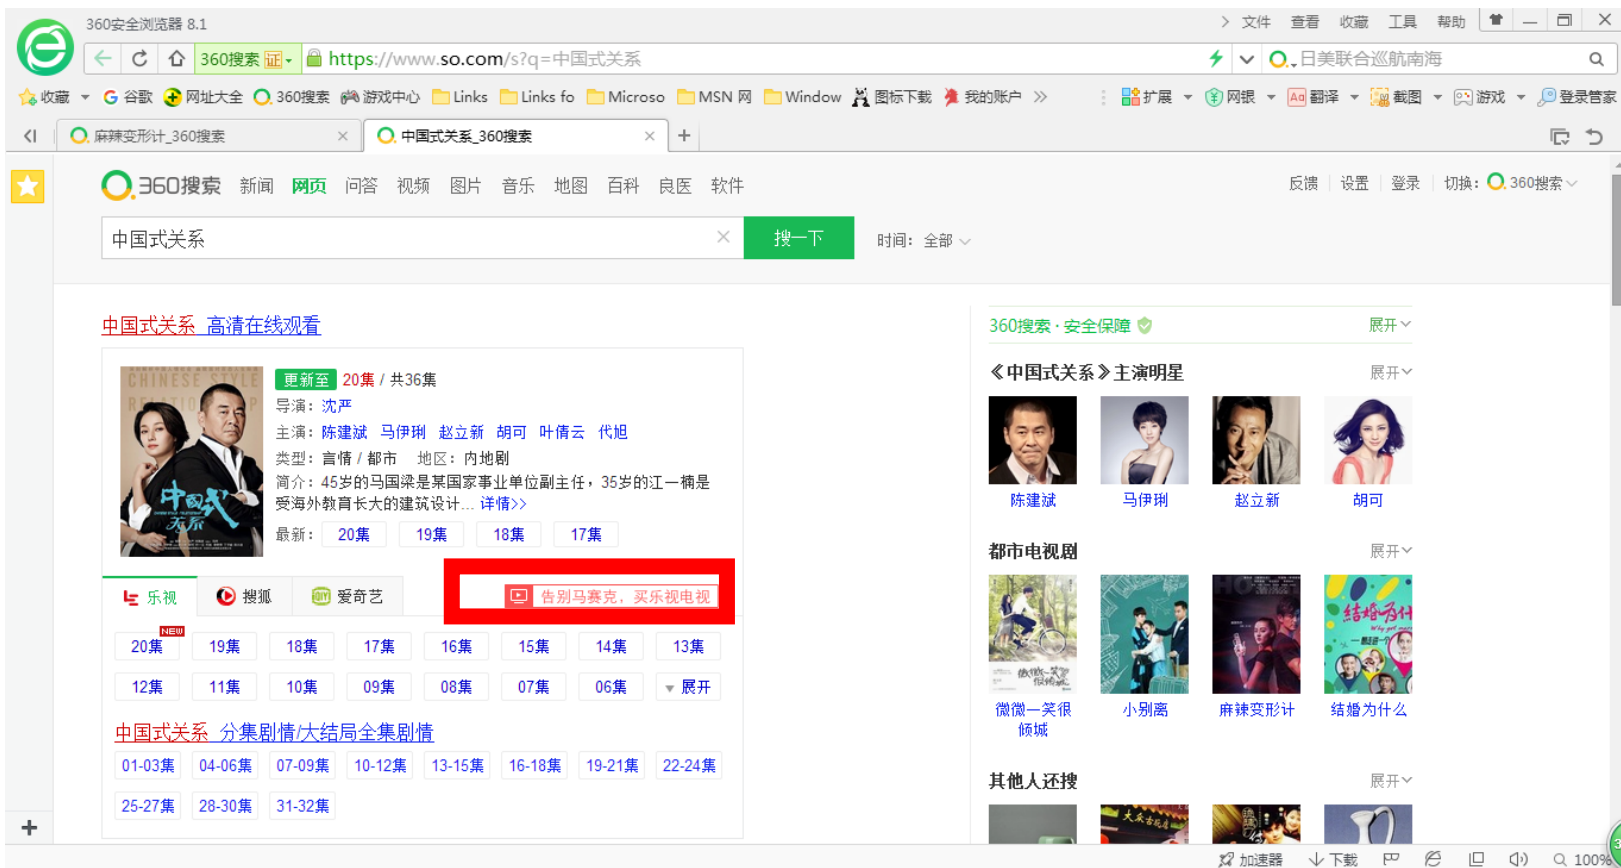 360安全浏览器 8.1
文件 查看 收藏 工具 帮助
360搜索 证 https://www.so.com/s?q=中国式关系 日美联合巡航南海
收藏 谷歌 网址大全 360搜索 游戏中心 Links Links fo Microso MSN 网 Window 图标下载 我的账户 扩展 网银 翻译 截图 游戏 登录管家
麻辣变形计_360搜索 中国式关系_360搜索
360搜索 新闻 网页 问答 视频 图片 音乐 地图 百科 良医 软件
反馈 设置 登录 切换: 360搜索
中国式关系 搜一下 时间: 全部
中国式关系 高清在线观看
CHINESE STYLE
中国式
关系
更新至 20集 / 共36集
导演: 沈严
主演: 陈建斌 马伊琍 赵立新 胡可 叶倩云 代旭
类型: 言情 / 都市 地区: 内地剧
简介: 45岁的马国梁是某国家事业单位副主任，35岁的江一楠是
受海外教育长大的建筑设计... 详情>>
最新: 20集 19集 18集 17集
乐视 搜狐 爱奇艺
告别马赛克，买乐视电视
NEW
20集 19集 18集 17集 16集 15集 14集 13集
12集 11集 10集 09集 08集 07集 06集 展开
中国式关系 分集剧情/大结局全集剧情
01-03集 04-06集 07-09集 10-12集 13-15集 16-18集 19-21集 22-24集
25-27集 28-30集 31-32集
360搜索·安全保障 展开
《中国式关系》主演明星 展开
陈建斌 马伊琍 赵立新 胡可
都市电视剧 展开
微微一笑很
倾城
小别离 麻辣变形计 结婚为什么
其他人还搜 展开
加速器 下载 100%